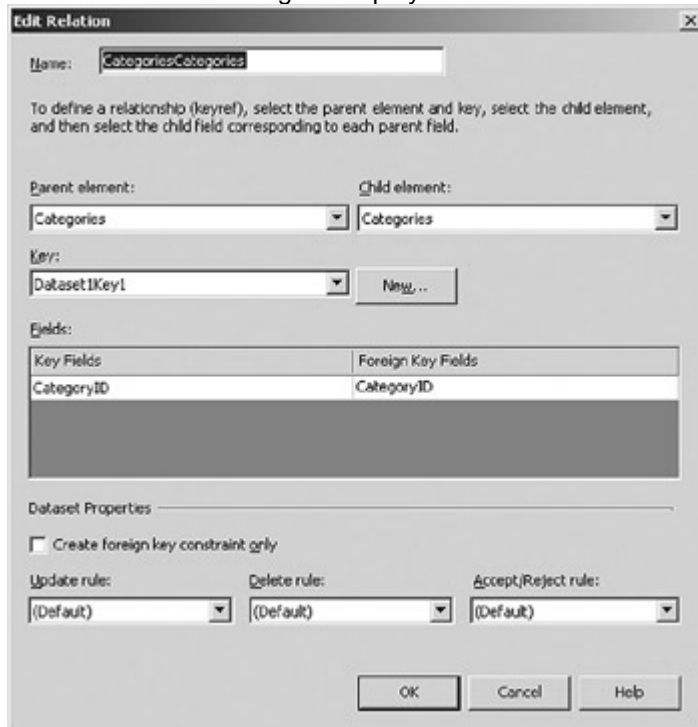 Edit Relation
Name: CategoriesCategories
To define a relationship (keyref), select the parent element and key, select the child element,
and then select the child field corresponding to each parent field.
Parent element: Child element:
Categories Categories
Key:
Dataset1Key1 New...
Fields:
Key Fields Foreign Key Fields
CategoryID CategoryID
Dataset Properties
Create foreign key constraint only
Update rule: Delete rule: Accept/Reject rule:
(Default) (Default) (Default)
OK Cancel Help